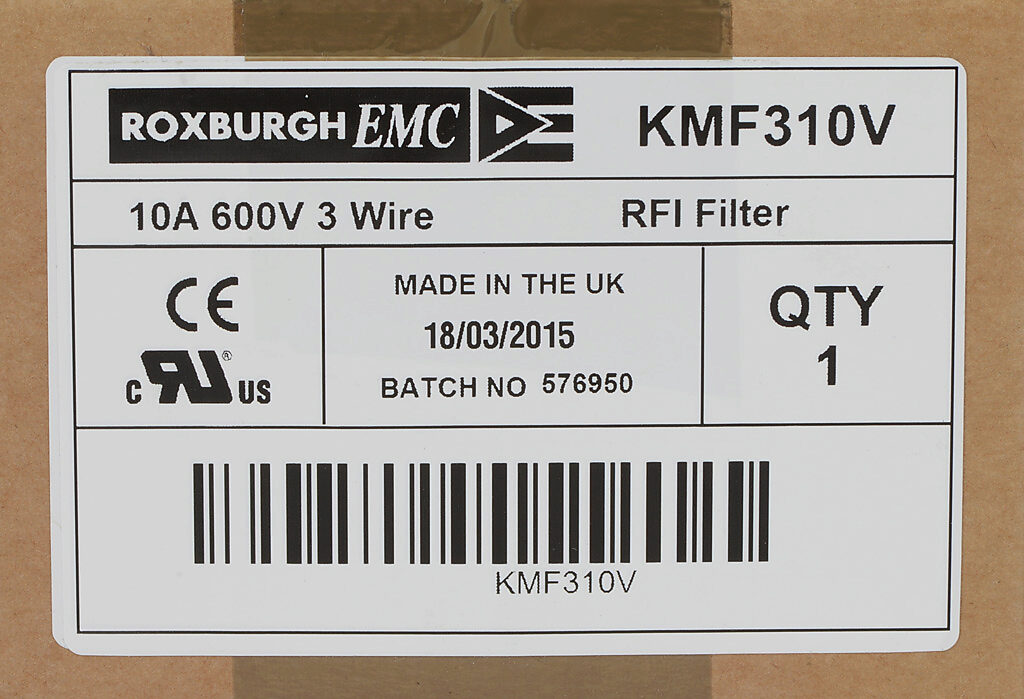 ROXBURGH EMC KMF310V
10A 600V 3 Wire RFI Filter
CE
c RU ® US
MADE IN THE UK
18/03/2015
BATCH NO 576950
QTY
1
KMF310V